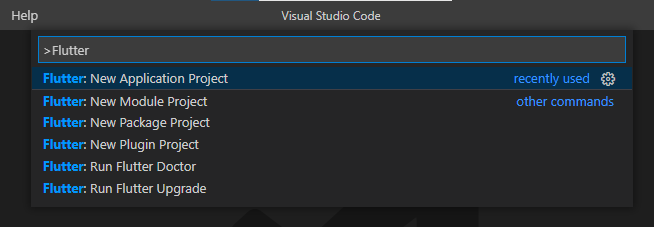 Help Visual Studio Code
>Flutter
Flutter: New Application Project recently used
Flutter: New Module Project other commands
Flutter: New Package Project
Flutter: New Plugin Project
Flutter: Run Flutter Doctor
Flutter: Run Flutter Upgrade